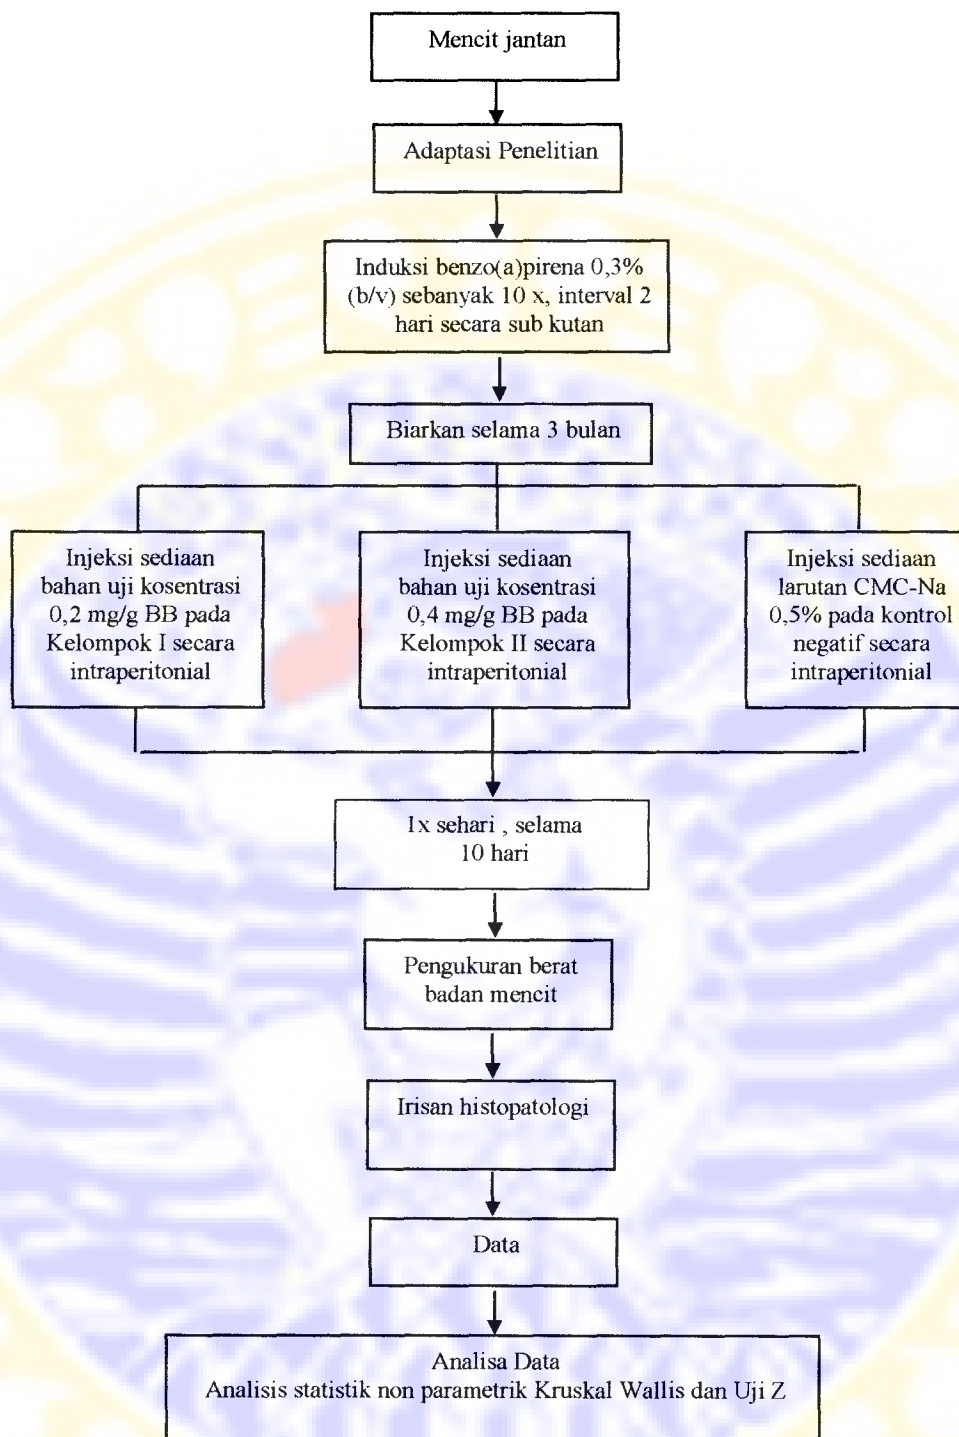 Mencit jantan
Adaptasi Penelitian
Induksi benzo(a)pirena 0,3%
(b/v) sebanyak 10 x, interval 2
hari secara sub kutan
Biarkan selama 3 bulan
Injeksi sediaan
bahan uji kosentrasi
0,2 mg/g BB pada
Kelompok I secara
intraperitonial
Injeksi sediaan
bahan uji kosentrasi
0,4 mg/g BB pada
Kelompok II secara
intraperitonial
Injeksi sediaan
larutan CMC-Na
0,5% pada kontrol
negatif secara
intraperitonial
1x sehari , selama
10 hari
Pengukuran berat
badan mencit
Irisan histopatologi
Data
Analisa Data
Analisis statistik non parametrik Kruskal Wallis dan Uji Z